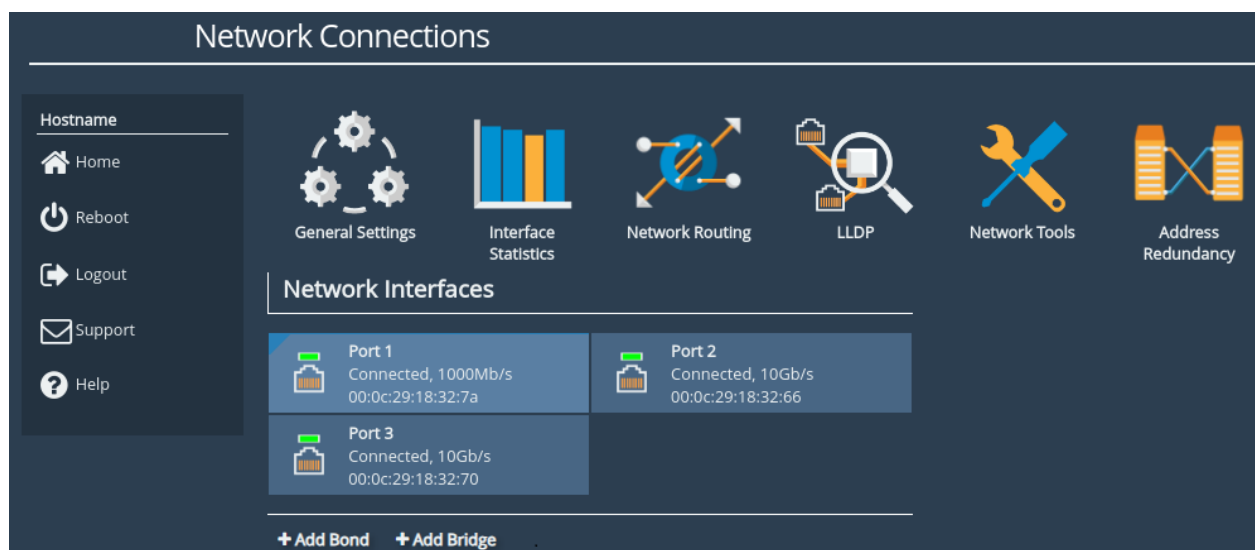 Network Connections
Hostname
Home
Reboot
Logout
Support
Help
General Settings
Interface
Statistics
Network Routing
LLDP
Network Tools
Address
Redundancy
Network Interfaces
Port 1
Connected, 1000Mb/s
00:0c:29:18:32:7a
Port 2
Connected, 10Gb/s
00:0c:29:18:32:66
Port 3
Connected, 10Gb/s
00:0c:29:18:32:70
+ Add Bond
+ Add Bridge